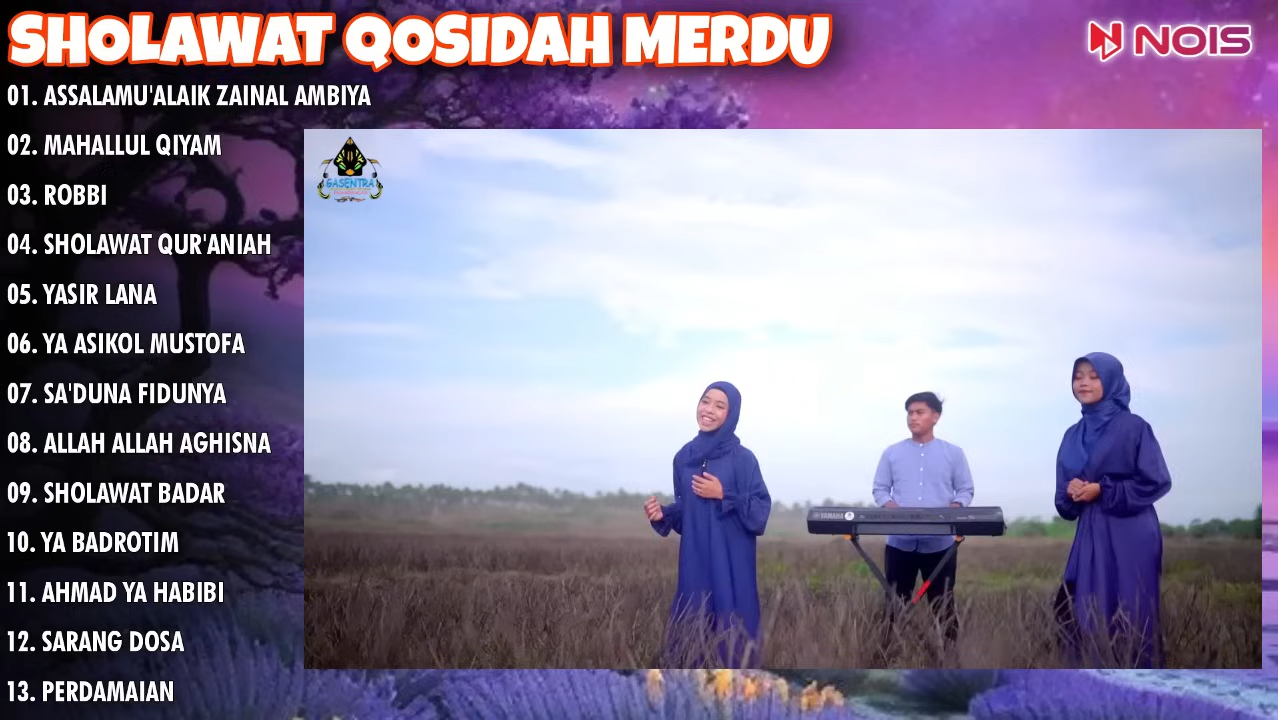 SHOLAWAT QOSIDAH MERDU
NOIS
01. ASSALAMU'ALAIK ZAINAL AMBIYA
02. MAHALLUL QIYAM
03. ROBBI
04. SHOLAWAT QUR'ANIAH
05. YASIR LANA
06. YA ASIKOL MUSTOFA
07. SA'DUNA FIDUNYA
08. ALLAH ALLAH AGHISNA
09. SHOLAWAT BADAR
10. YA BADROTIM
11. AHMAD YA HABIBI
12. SARANG DOSA
13. PERDAMAIAN
GASENTRA
YAMAHA